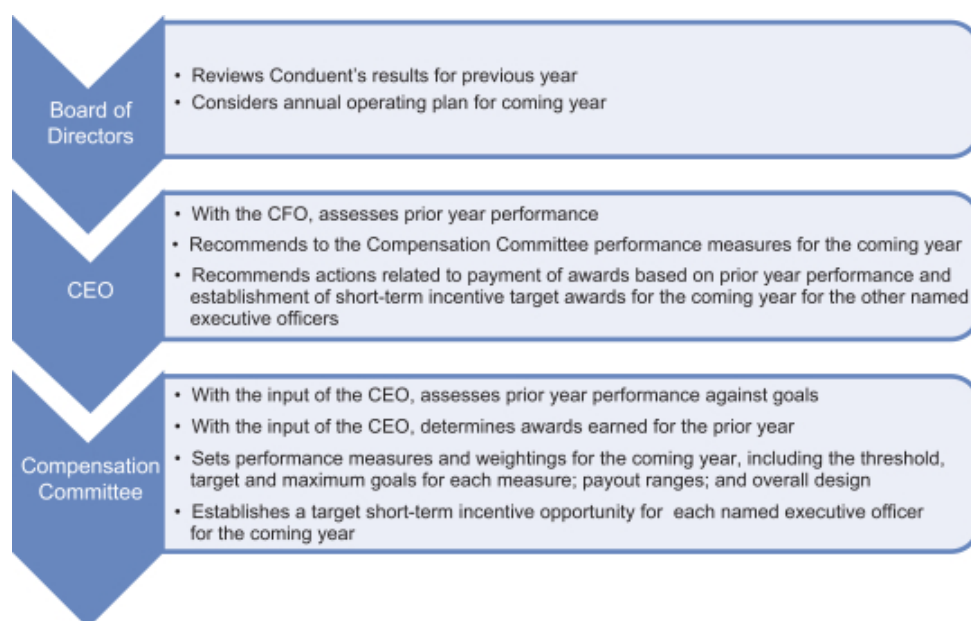 Board of
Directors
• Reviews Conduent's results for previous year
• Considers annual operating plan for coming year
CEO
• With the CFO, assesses prior year performance
• Recommends to the Compensation Committee performance measures for the coming year
• Recommends actions related to payment of awards based on prior year performance and
establishment of short-term incentive target awards for the coming year for the other named
executive officers
Compensation
Committee
• With the input of the CEO, assesses prior year performance against goals
• With the input of the CEO, determines awards earned for the prior year
• Sets performance measures and weightings for the coming year, including the threshold,
target and maximum goals for each measure; payout ranges; and overall design
• Establishes a target short-term incentive opportunity for each named executive officer
for the coming year